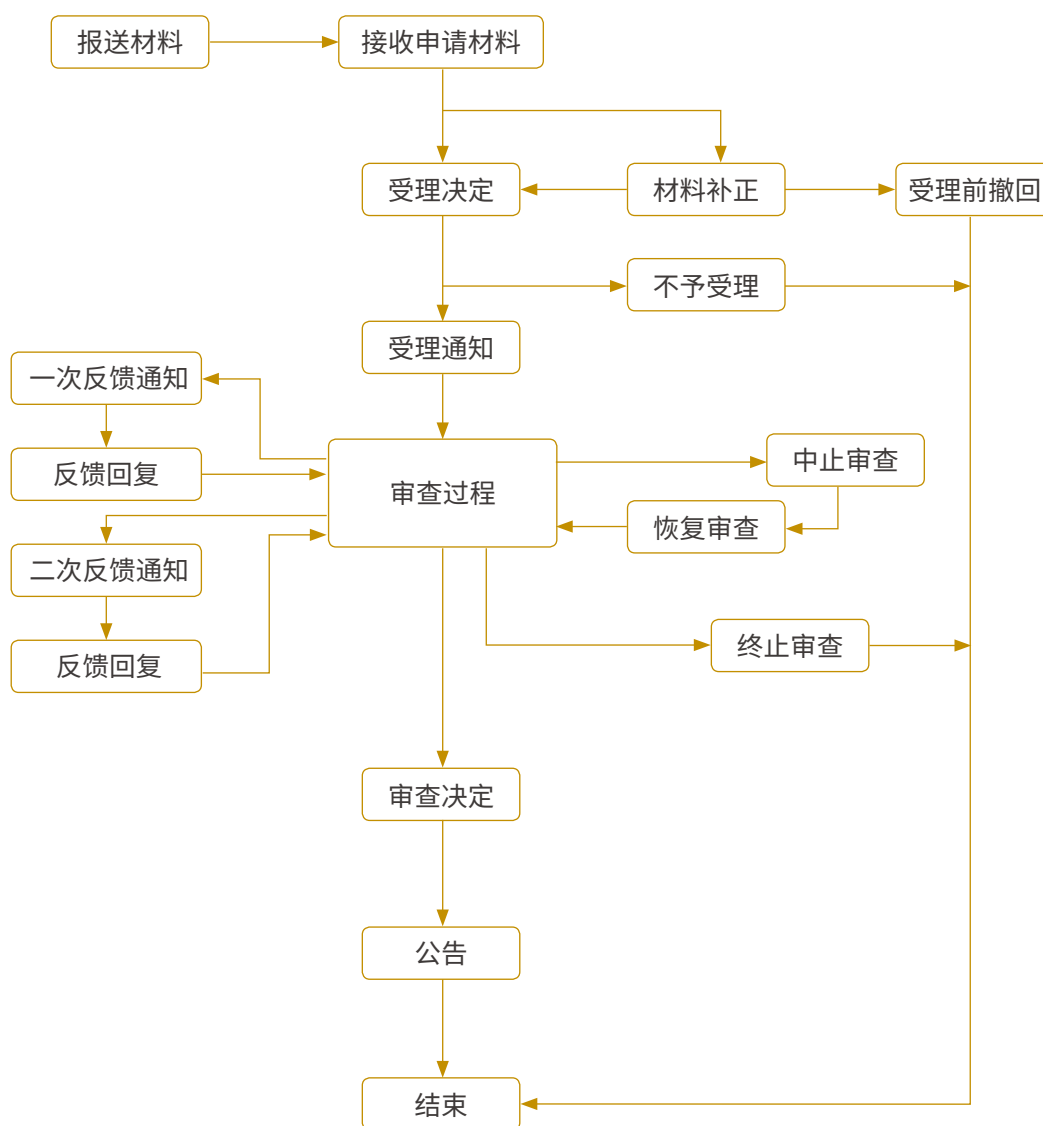 报送材料
接收申请材料
受理决定
材料补正
受理前撤回
不予受理
受理通知
一次反馈通知
中止审查
反馈回复
审查过程
恢复审查
二次反馈通知
终止审查
反馈回复
审查决定
公告
结束